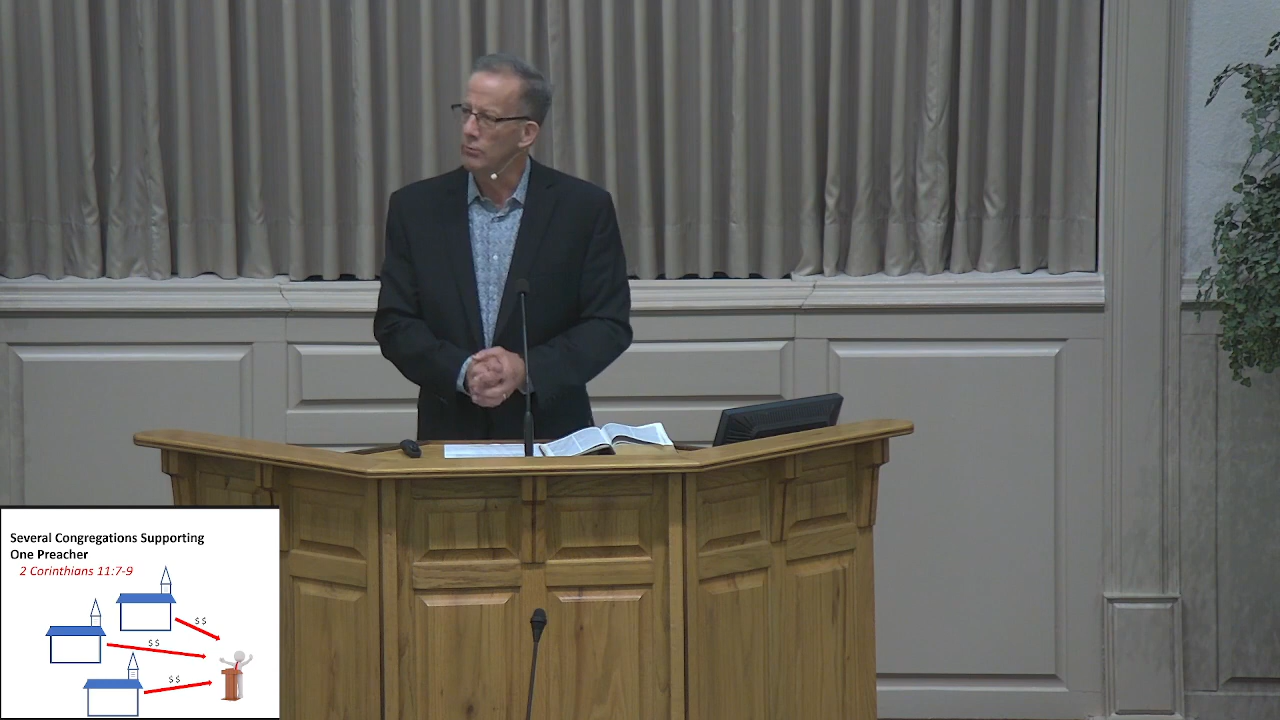 Several Congregations Supporting
One Preacher
2 Corinthians 11:7-9
$ $
$ $
$ $